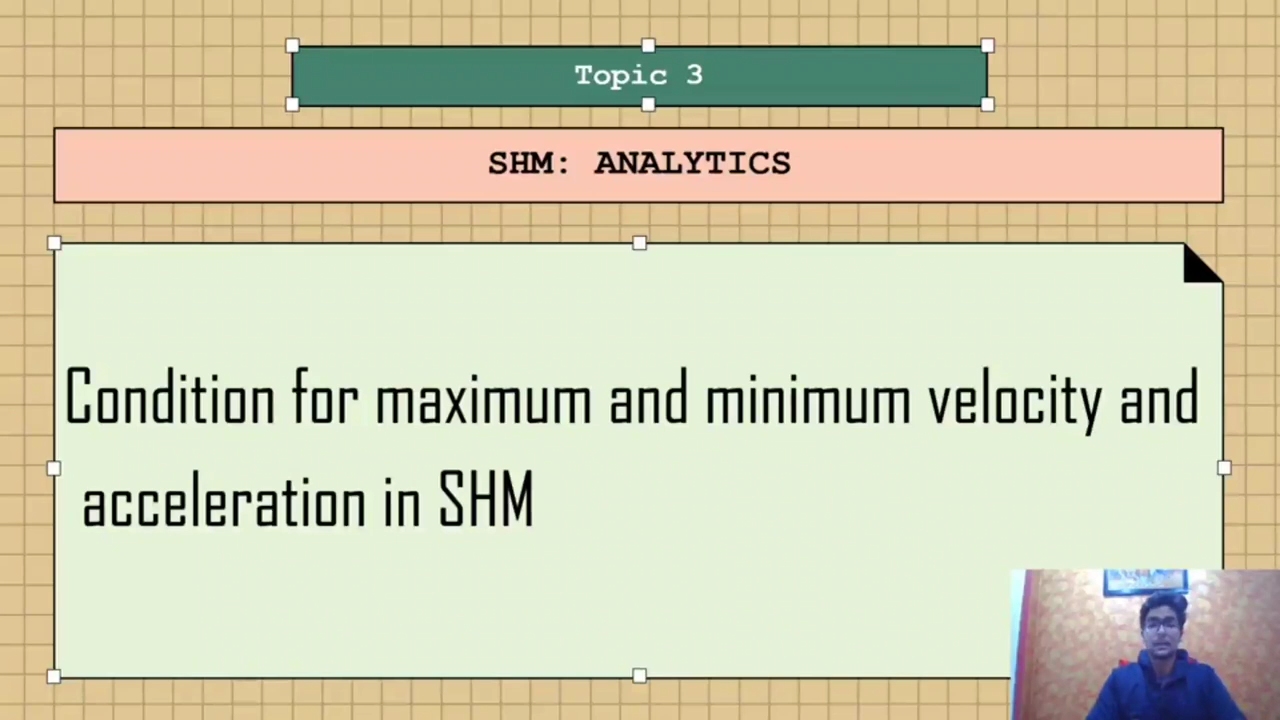 Topic 3
SHM: ANALYTICS
Condition for maximum and minimum velocity and
acceleration in SHM